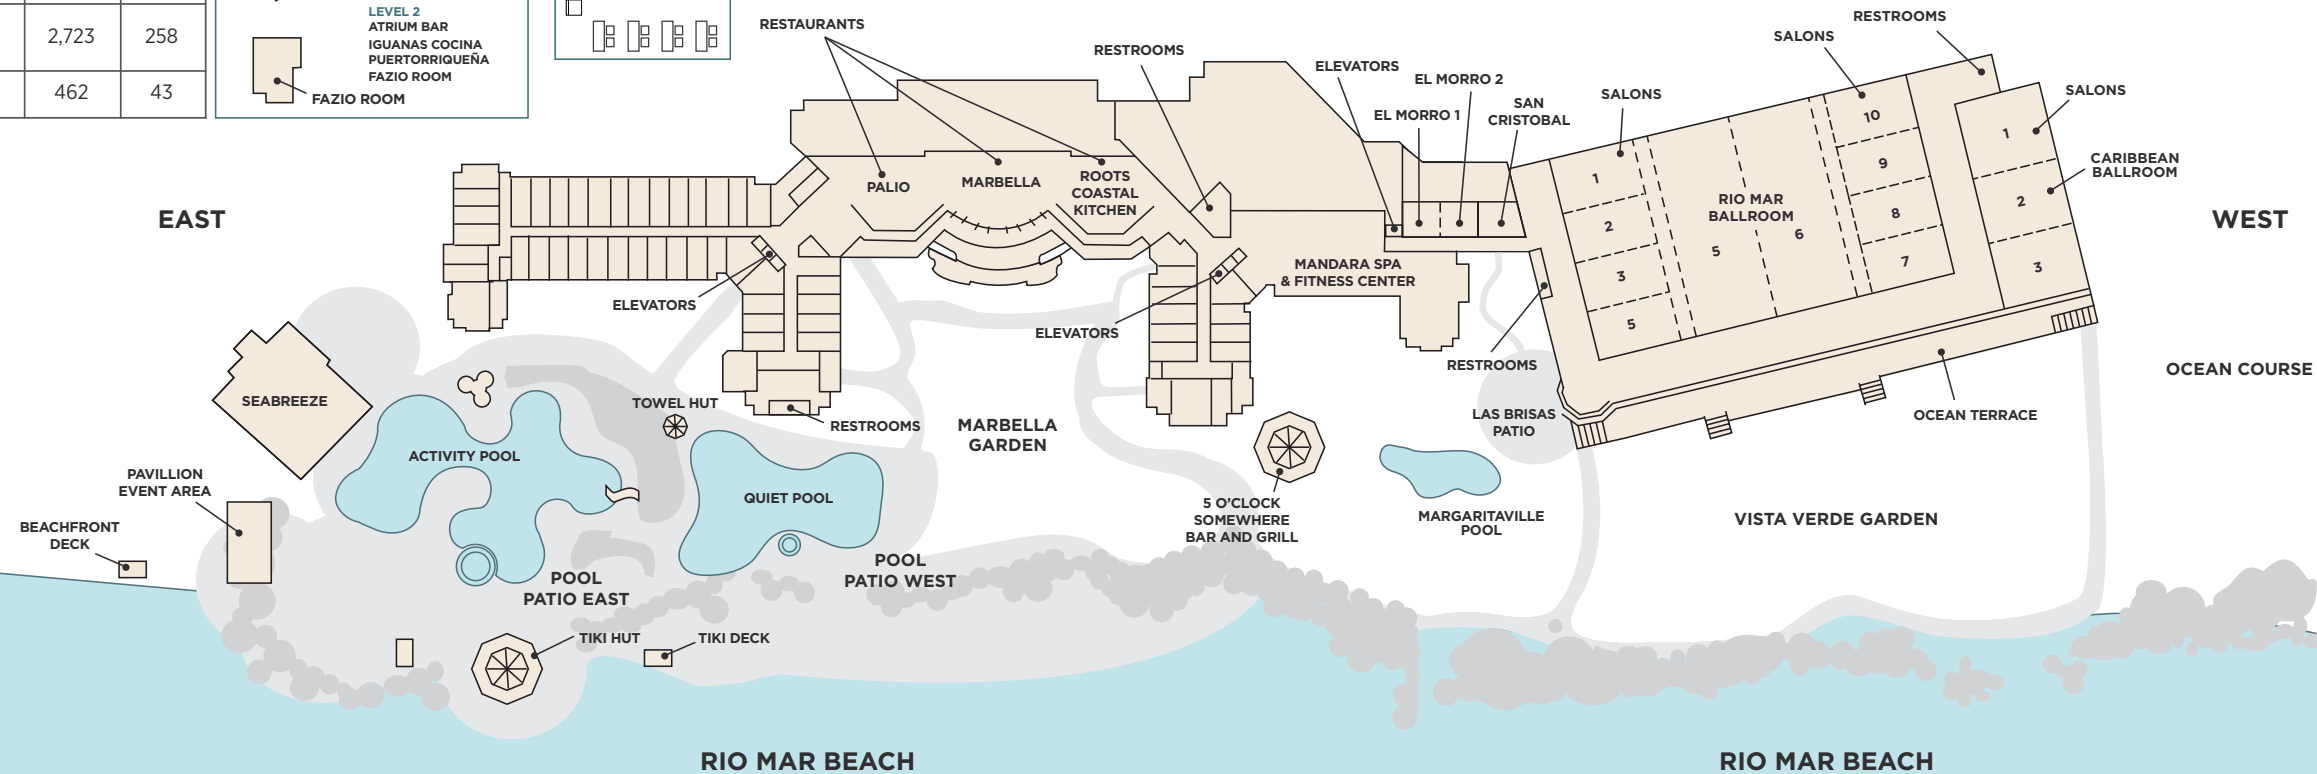 2,723
258
462
43
LEVEL 2
ATRIUM BAR
IGUANAS COCINA
PUERTORRIQUEÑA
FAZIO ROOM
FAZIO ROOM
RESTAURANTS
RESTROOMS
ELEVATORS
EL MORRO 2
EL MORRO 1
SAN
CRISTOBAL
SALONS
SALONS
RESTROOMS
SALONS
CARIBBEAN
BALLROOM
EAST
PALIO
MARBELLA
ROOTS
COASTAL
KITCHEN
1
2
3
5
RIO MAR
BALLROOM
5
6
10
9
8
7
1
2
3
WEST
ELEVATORS
ELEVATORS
MANDARA SPA
& FITNESS CENTER
RESTROOMS
OCEAN COURSE
SEABREEZE
TOWEL HUT
RESTROOMS
MARBELLA
GARDEN
LAS BRISAS
PATIO
OCEAN TERRACE
ACTIVITY POOL
PAVILLION
EVENT AREA
QUIET POOL
5 O'CLOCK
SOMEWHERE
BAR AND GRILL
MARGARITAVILLE
POOL
VISTA VERDE GARDEN
BEACHFRONT
DECK
POOL
PATIO EAST
POOL
PATIO WEST
TIKI HUT
TIKI DECK
RIO MAR BEACH
RIO MAR BEACH